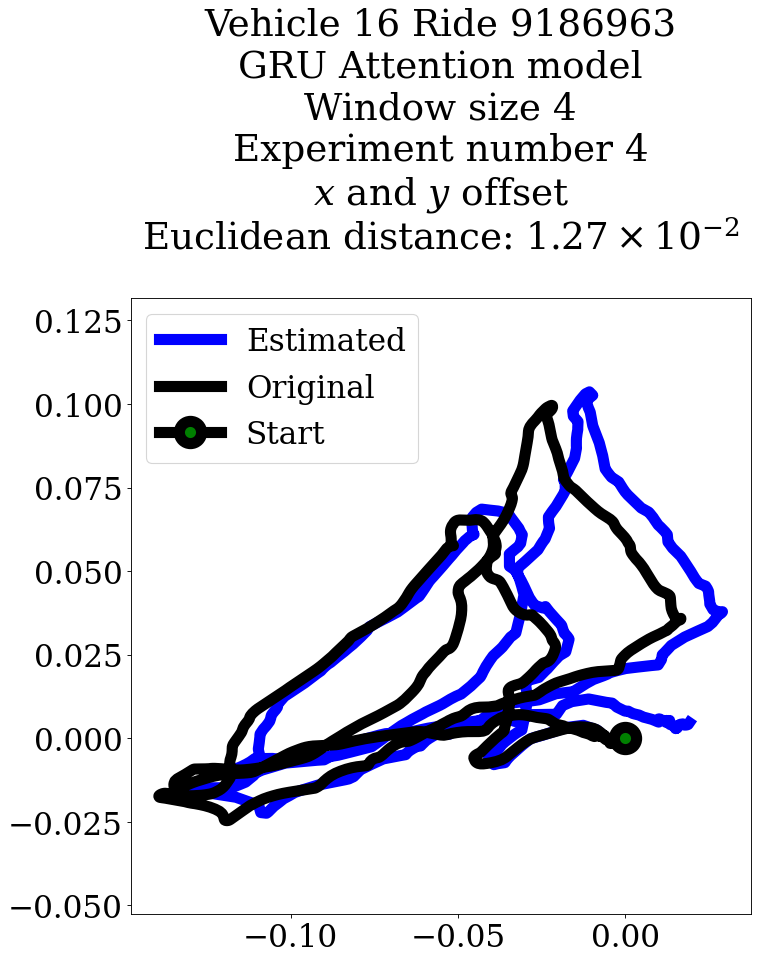 Vehicle 16 Ride 9186963
GRU Attention model
Window size 4
Experiment number 4
x and y offset
Euclidean distance: 1.27 × 10⁻²
0.125
0.100
0.075
0.050
0.025
0.000
−0.025
−0.050
Estimated
Original
Start
−0.10
−0.05
0.00